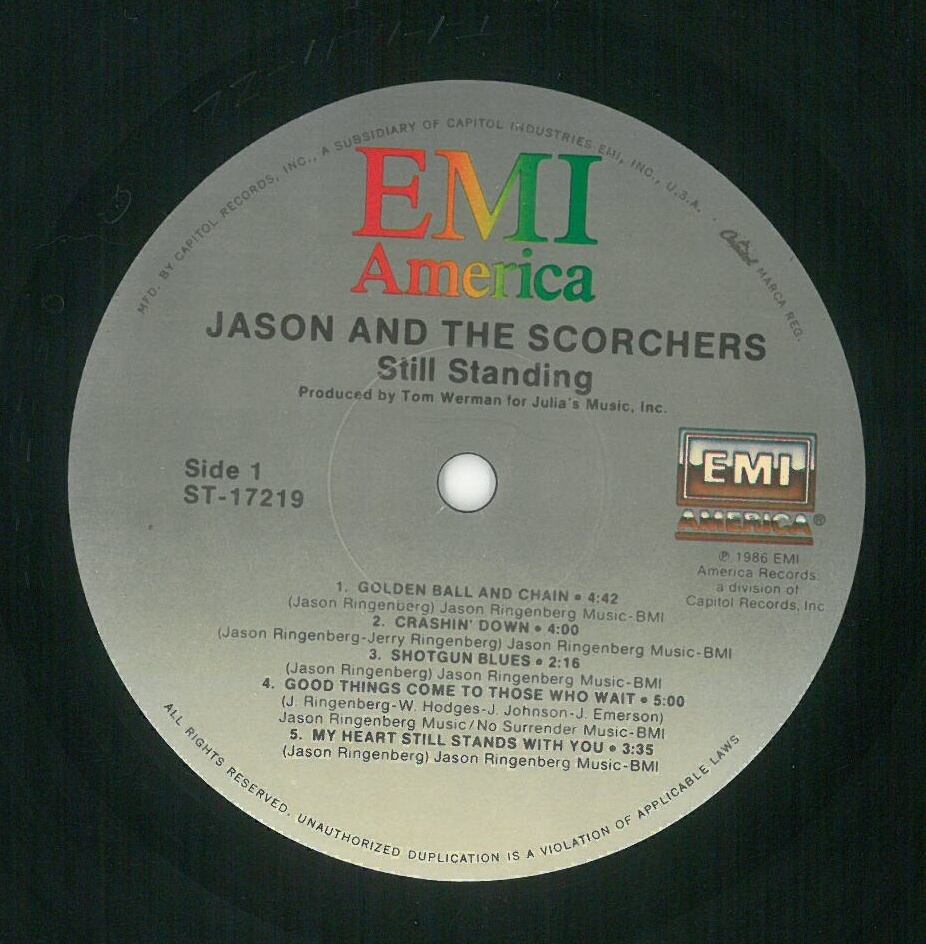 MFD. BY CAPITOL RECORDS, INC., A SUBSIDIARY OF CAPITOL INDUSTRIES EMI, INC., U.S.A. · Capitol MARCA REG.
EMI
America
JASON AND THE SCORCHERS
Still Standing
Produced by Tom Werman for Julia's Music, Inc.
Side 1
ST-17219
EMI
AMERICA®
℗ 1986 EMI
America Records.
a division of
Capitol Records, Inc
1. GOLDEN BALL AND CHAIN • 4:42
(Jason Ringenberg) Jason Ringenberg Music-BMI
2. CRASHIN' DOWN • 4:00
(Jason Ringenberg-Jerry Ringenberg) Jason Ringenberg Music-BMI
3. SHOTGUN BLUES • 2:16
(Jason Ringenberg) Jason Ringenberg Music-BMI
4. GOOD THINGS COME TO THOSE WHO WAIT • 5:00
(J. Ringenberg-W. Hodges-J. Johnson-J. Emerson)
Jason Ringenberg Music/No Surrender Music-BMI
5. MY HEART STILL STANDS WITH YOU • 3:35
(Jason Ringenberg) Jason Ringenberg Music-BMI
ALL RIGHTS RESERVED. UNAUTHORIZED DUPLICATION IS A VIOLATION OF APPLICABLE LAWS